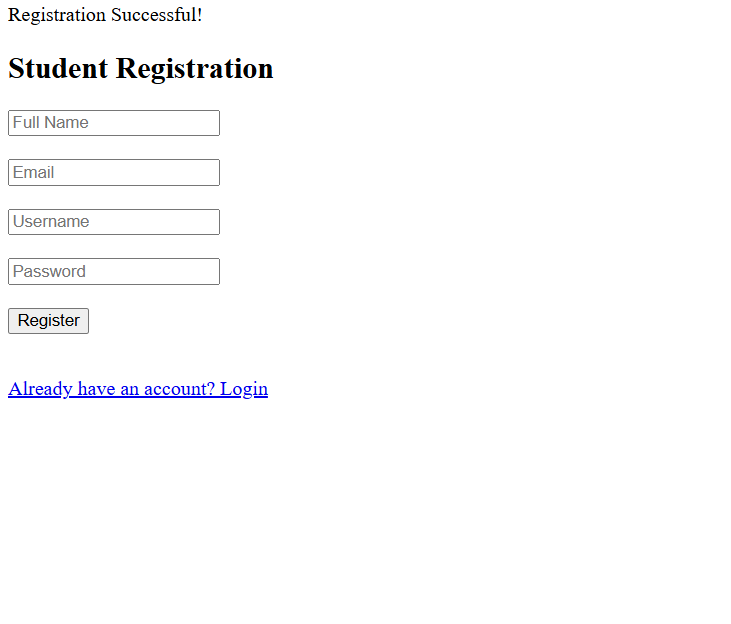 Registration Successful!
Student Registration
Full Name
Email
Username
Password
Register
Already have an account? Login